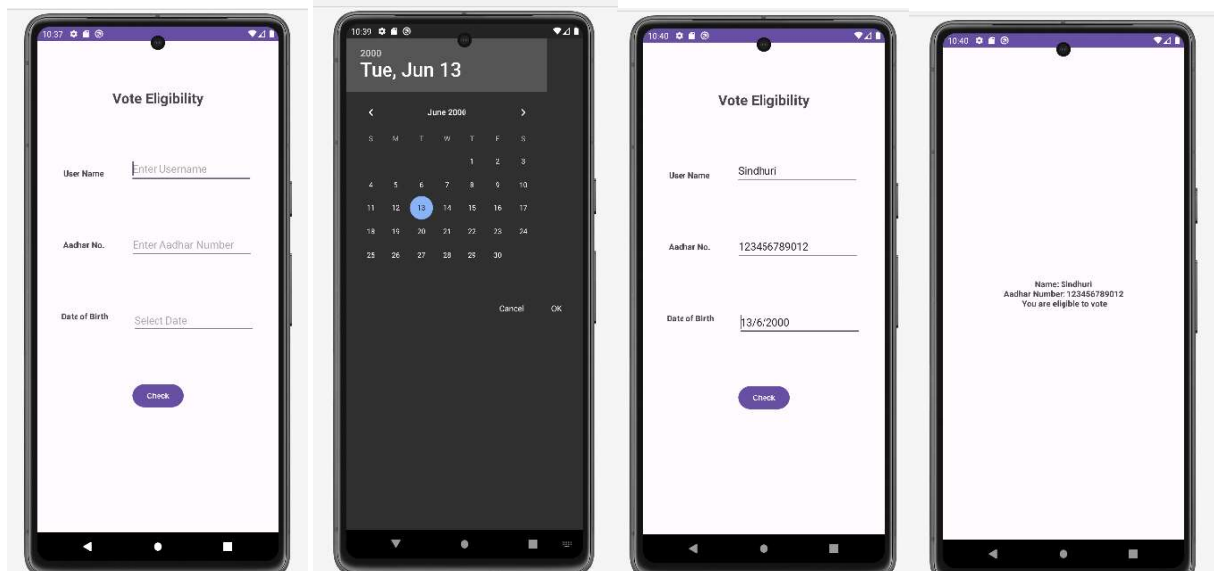 10:37
Vote Eligibility
User Name Enter Username
Aadhar No. Enter Aadhar Number
Date of Birth Select Date
Check
10:39
2000
Tue, Jun 13
June 2000
S M T W T F S
1 2 3
4 5 6 7 8 9 10
11 12 13 14 15 16 17
18 19 20 21 22 23 24
25 26 27 28 29 30
Cancel OK
10:40
Vote Eligibility
User Name Sindhuri
Aadhar No. 123456789012
Date of Birth 13/6/2000
Check
10:40
Name: Sindhuri
Aadhar Number: 123456789012
You are eligible to vote